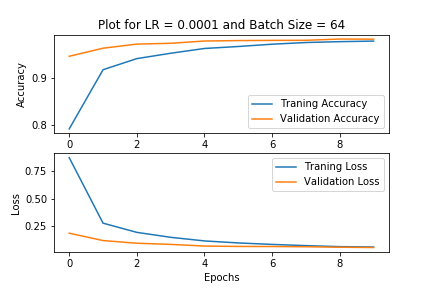 Plot for LR = 0.0001 and Batch Size = 64
Accuracy
0.9
0.8
Traning Accuracy
Validation Accuracy
0 2 4 6 8
Loss
0.75
0.50
0.25
Traning Loss
Validation Loss
0 2 4 6 8
Epochs